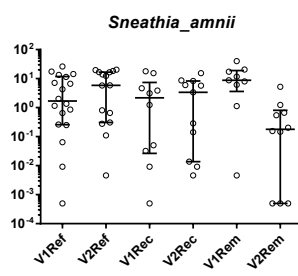 Sneathia_amnii
10²
10¹
10⁰
10⁻¹
10⁻²
10⁻³
10⁻⁴
V1Ref
V2Ref
V1Rec
V2Rec
V1Rem
V2Rem